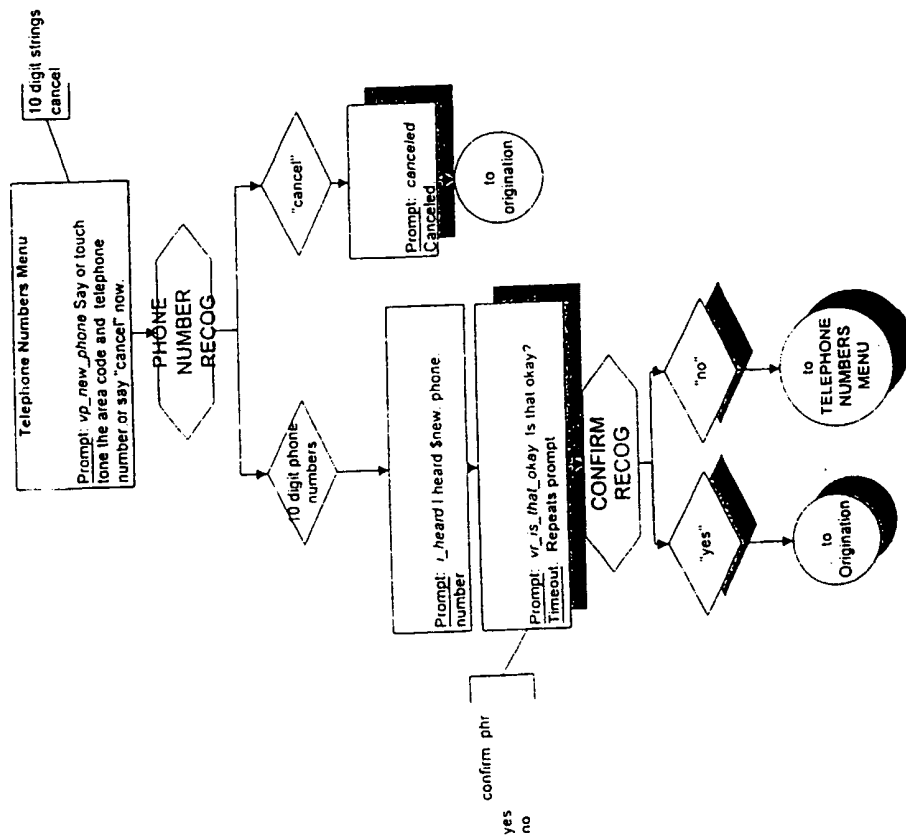 10 digit strings
cancel
Telephone Numbers Menu
Prompt: vp_new_phone Say or touch
tone the area code and telephone
number or say "cancel" now.
PHONE
NUMBER
RECOG
"cancel"
10 digit phone
numbers
Prompt: canceled
Canceled
to
origination
Prompt: i_heard I heard $new. phone.
number
Prompt: vr_is_that_okay Is that okay?
Timeout: Repeats prompt
confirm phr
yes
no
CONFIRM
RECOG
"yes"
"no"
to
Origination
to
TELEPHONE
NUMBERS
MENU